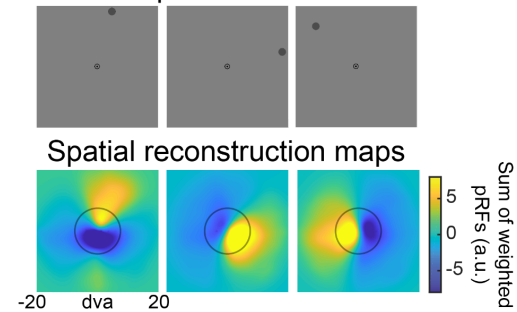 Spatial reconstruction maps
5
0
-5
Sum of weighted
pRFs (a.u.)
-20 dva 20